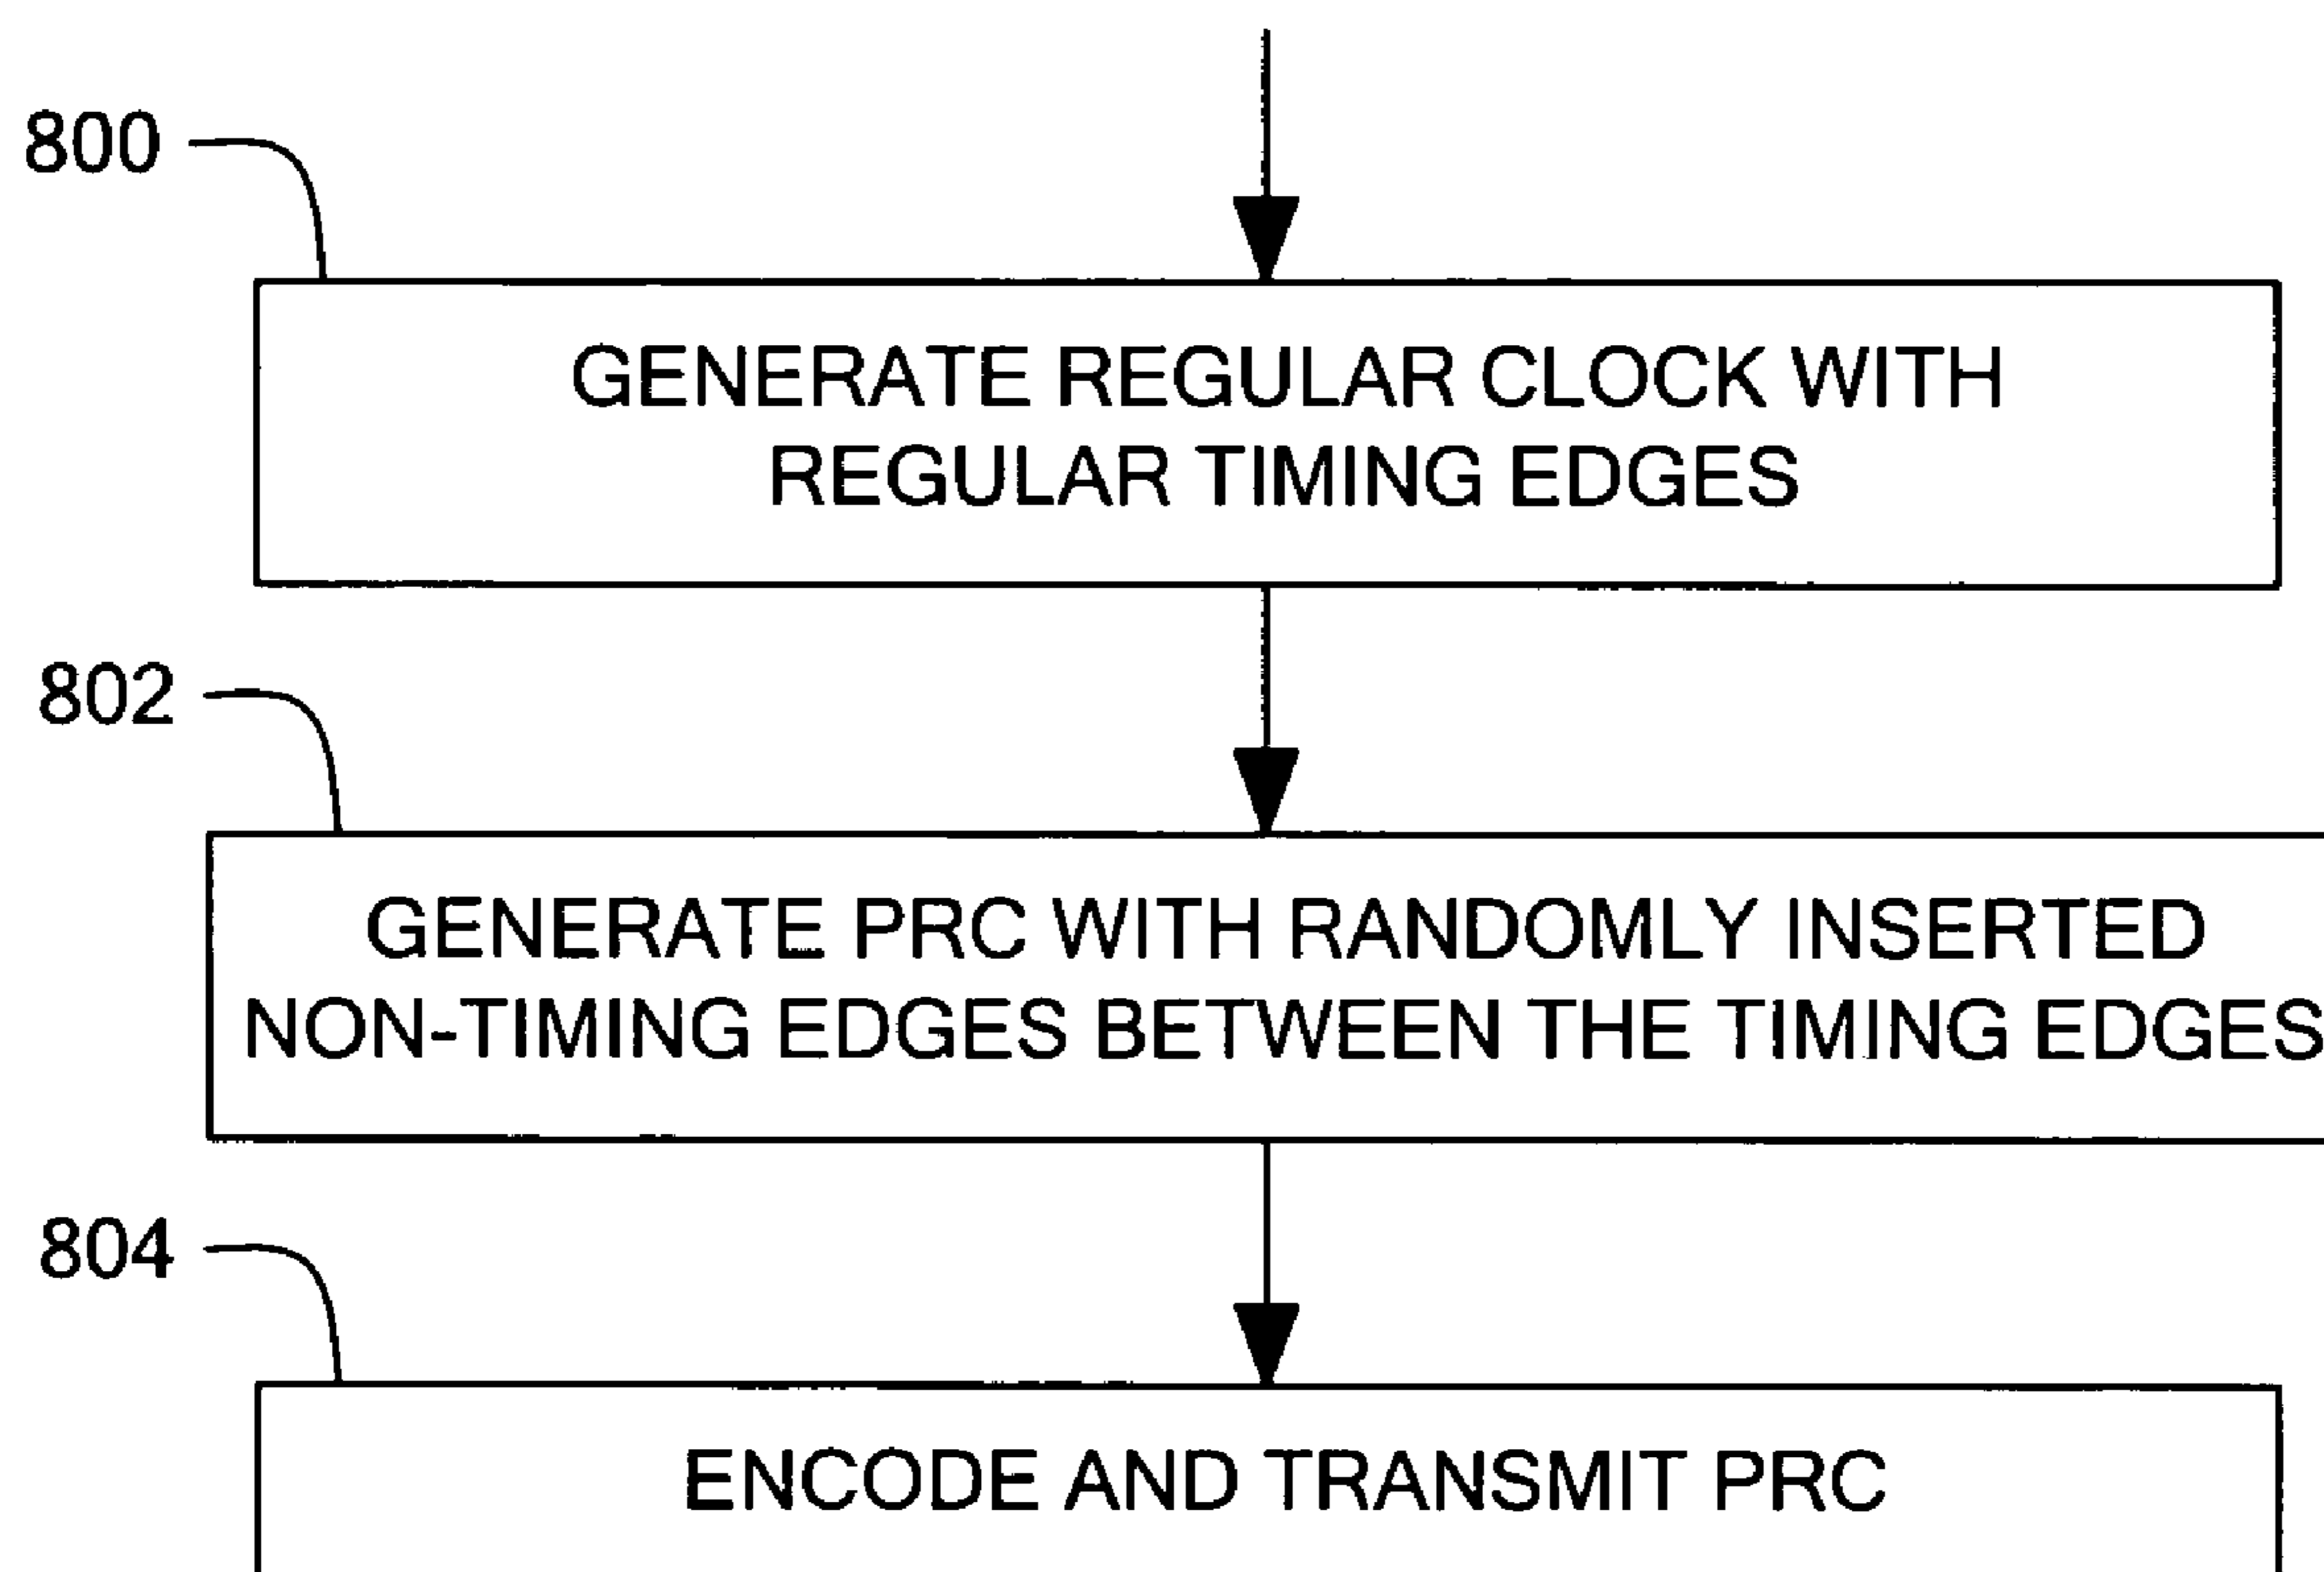 800
GENERATE REGULAR CLOCK WITH
REGULAR TIMING EDGES
802
GENERATE PRC WITH RANDOMLY INSERTED
NON-TIMING EDGES BETWEEN THE TIMING EDGES
804
ENCODE AND TRANSMIT PRC